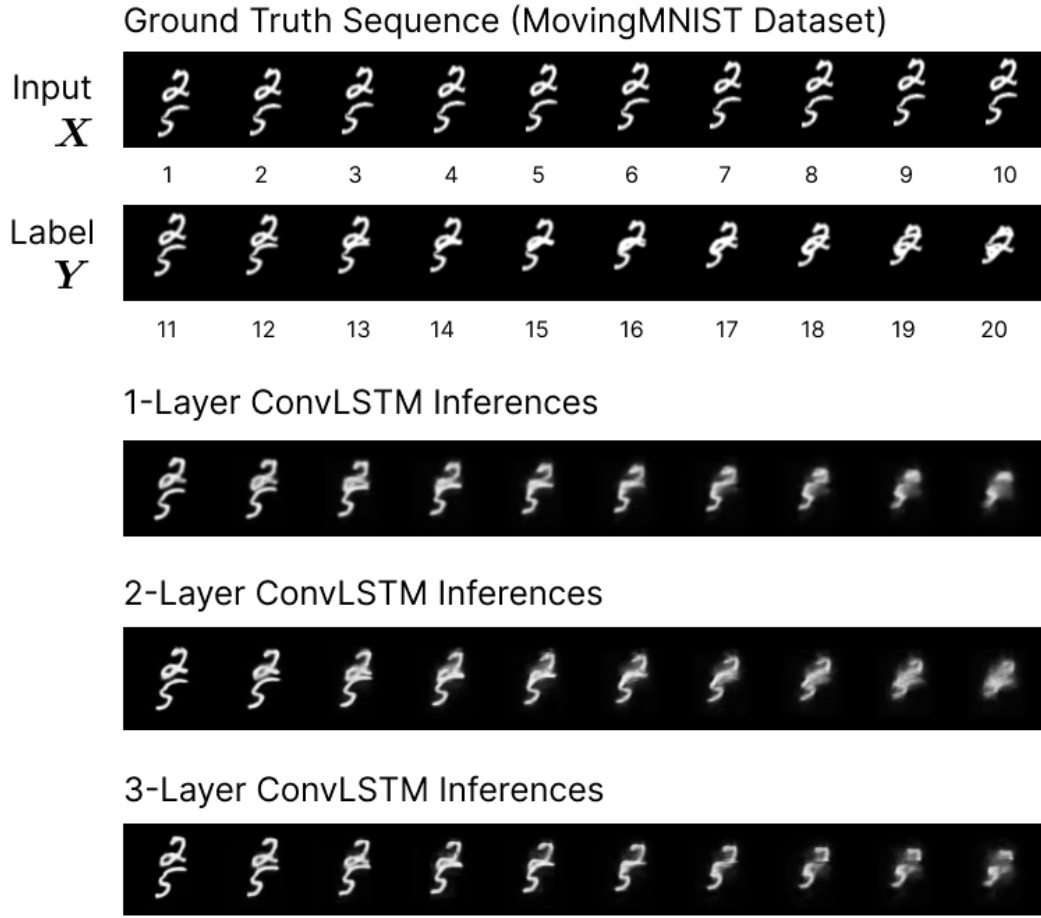 Ground Truth Sequence (MovingMNIST Dataset)
Input
X
1 2 3 4 5 6 7 8 9 10
Label
Y
11 12 13 14 15 16 17 18 19 20
1-Layer ConvLSTM Inferences
2-Layer ConvLSTM Inferences
3-Layer ConvLSTM Inferences